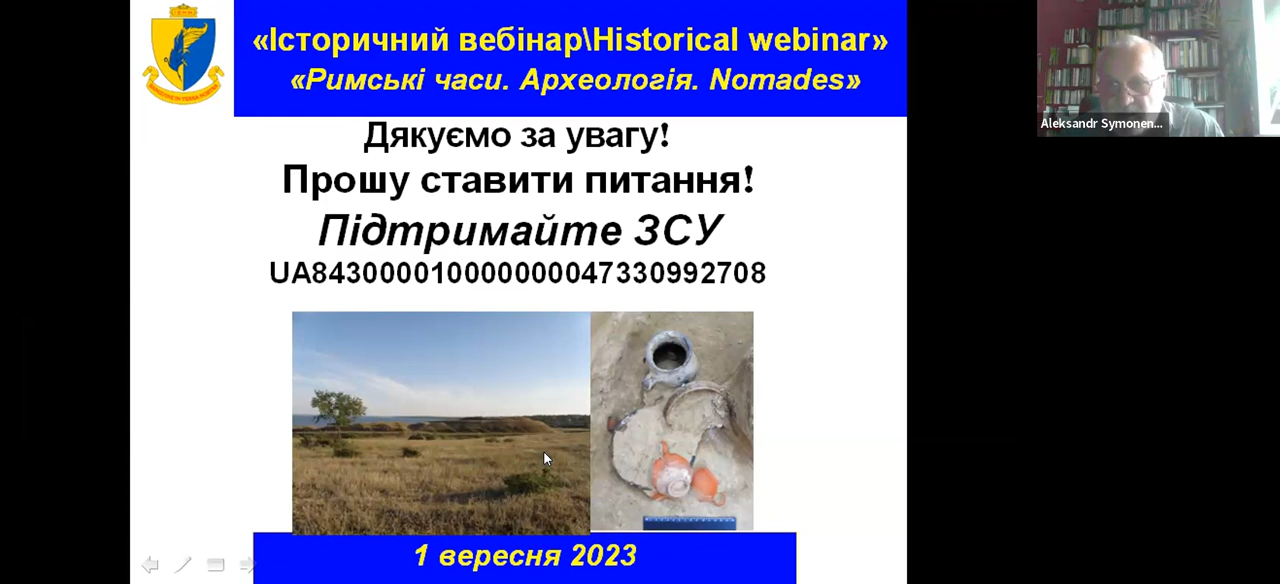 «Історичний вебінар\Historical webinar»
«Римські часи. Археологія. Nomades»
Дякуємо за увагу!
Прошу ставити питання!
Підтримайте ЗСУ
UA843000010000000047330992708
1 вересня 2023
Aleksandr Symonen...